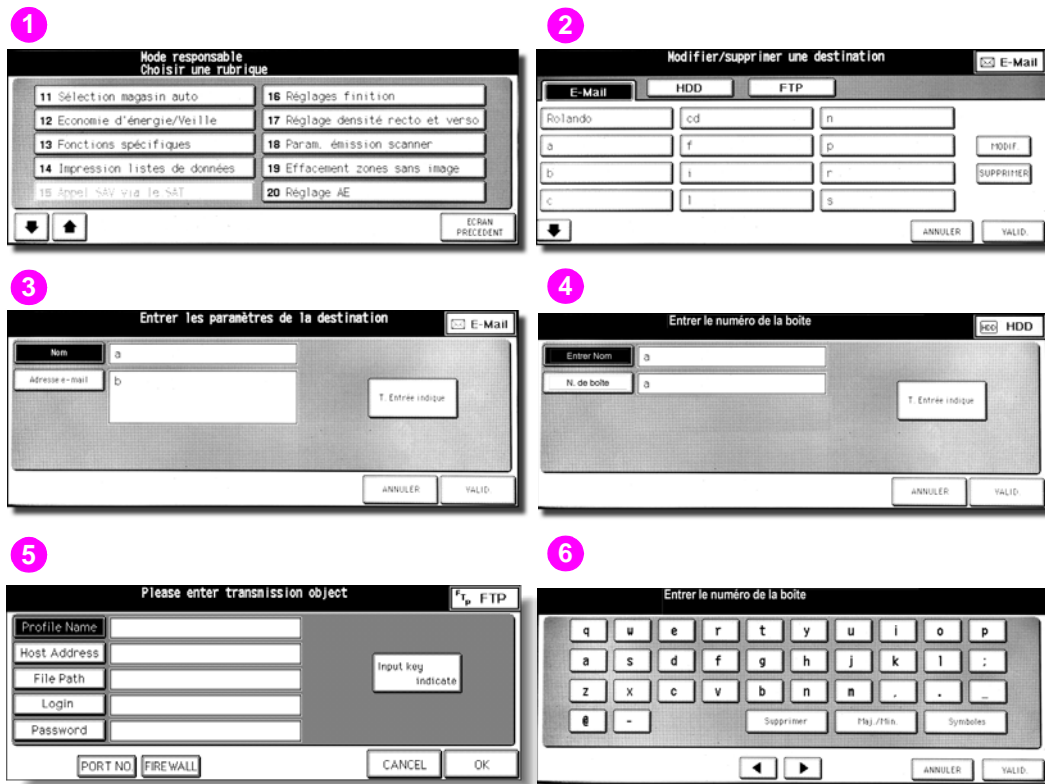 1
Mode responsable
Choisir une rubrique
11 Sélection magasin auto
16 Réglages finition
12 Economie d'énergie/Veille
17 Réglage densité recto et verso
13 Fonctions spécifiques
18 Param. émission scanner
14 Impression listes de données
19 Effacement zones sans image
15 Appel SAV via le SAT
20 Réglage AE
ECRAN
PRECEDENT
2
Modifier/supprimer une destination
E-Mail
E-Mail
HDD
FTP
Rolando
cd
n
a
f
p
MODIF.
b
i
r
SUPPRIMER
c
l
s
ANNULER
VALID.
3
Entrer les paramètres de la destination
E-Mail
Nom
a
Adresse e-mail
b
T. Entrée indique
ANNULER
VALID.
4
Entrer le numéro de la boîte
HDD HDD
Entrer Nom
a
N. de boîte
a
T. Entrée indique
ANNULER
VALID.
5
Please enter transmission object
FTP FTP
Profile Name
Host Address
File Path
Login
Password
Input key
indicate
PORT NO.
FIREWALL
CANCEL
OK
6
Entrer le numéro de la boîte
q w e r t y u i o p
a s d f g h j k l ;
z x c v b n m , . _
@ -
Supprimer
Maj./Min.
Symboles
ANNULER
VALID.